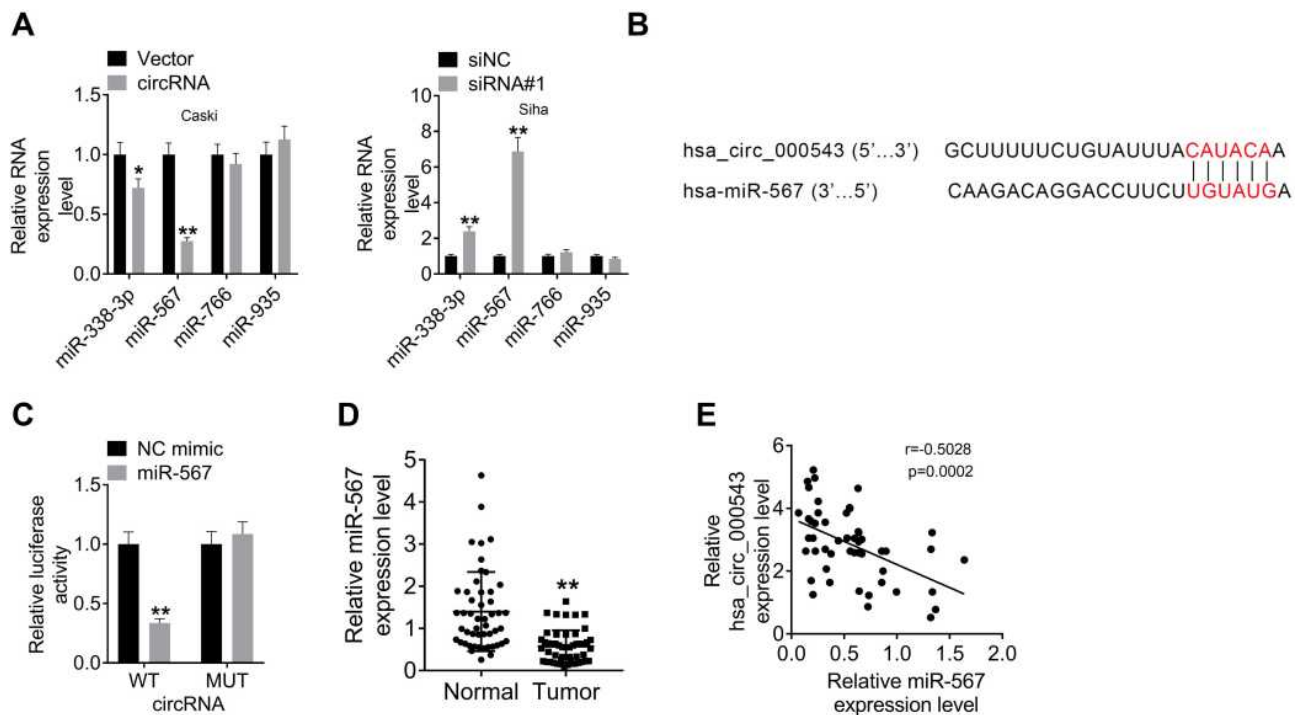 A
Vector
circRNA
Caski
Relative RNA
expression
level
1.5
1.0
0.5
0.0
miR-338-3p
miR-567
miR-766
miR-935
*
**
siNC
siRNA#1
Siha
Relative RNA
expression
level
10
8
6
4
2
0
miR-338-3p
miR-567
miR-766
miR-935
**
**
B
hsa_circ_000543 (5'...3') GCUUUUUCUGUAUUUACAUACAA
hsa-miR-567 (3'...5') CAAGACAGGACCUUCUUGUAUGA
C
NC mimic
miR-567
Relative luciferase
activity
1.5
1.0
0.5
0.0
**
WT MUT
circRNA
D
Relative miR-567
expression level
5
4
3
2
1
0
**
Normal Tumor
E
r=-0.5028
p=0.0002
Relative
hsa_circ_000543
expression level
6
4
2
0
0.0 0.5 1.0 1.5 2.0
Relative miR-567
expression level